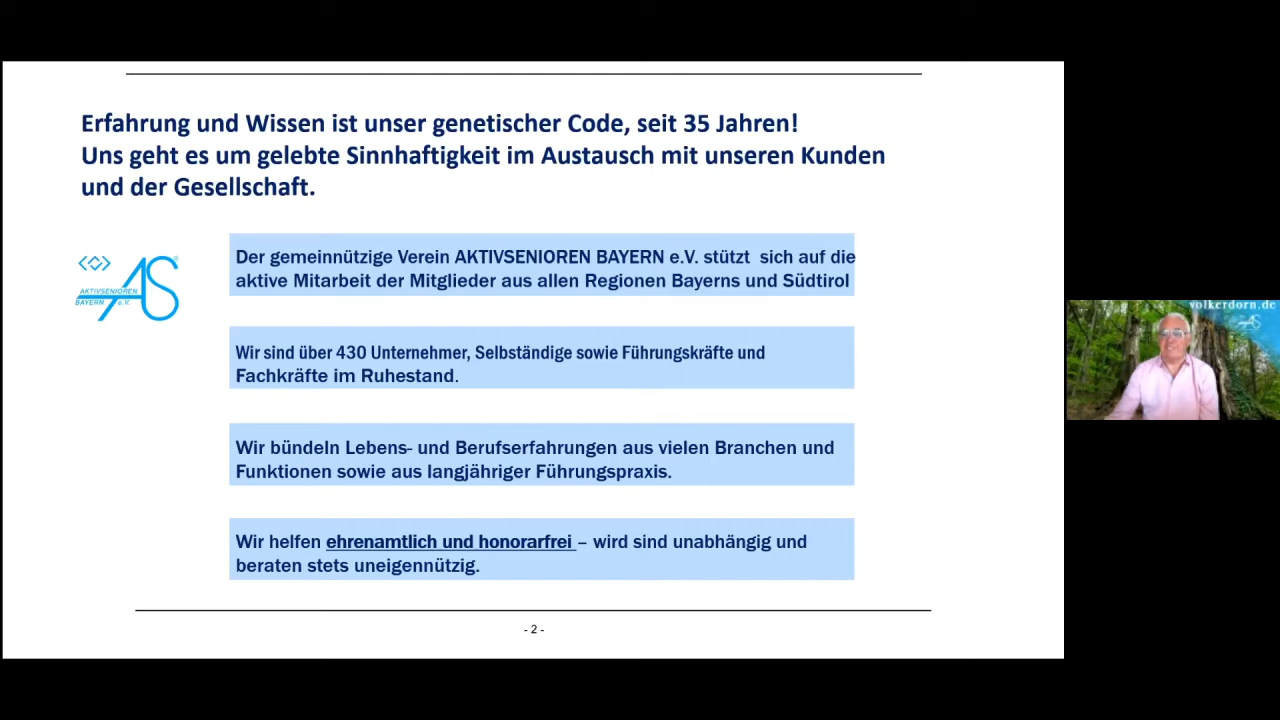 Erfahrung und Wissen ist unser genetischer Code, seit 35 Jahren!
Uns geht es um gelebte Sinnhaftigkeit im Austausch mit unseren Kunden
und der Gesellschaft.
Der gemeinnützige Verein AKTIVSENIOREN BAYERN e.V. stützt sich auf die
aktive Mitarbeit der Mitglieder aus allen Regionen Bayerns und Südtirol
AS
AKTIVSENIOREN
BAYERN e.V.
Wir sind über 430 Unternehmer, Selbständige sowie Führungskräfte und
Fachkräfte im Ruhestand.
Wir bündeln Lebens- und Berufserfahrungen aus vielen Branchen und
Funktionen sowie aus langjähriger Führungspraxis.
Wir helfen ehrenamtlich und honorarfrei – wird sind unabhängig und
beraten stets uneigennützig.
- 2 -
volkerdorn.de